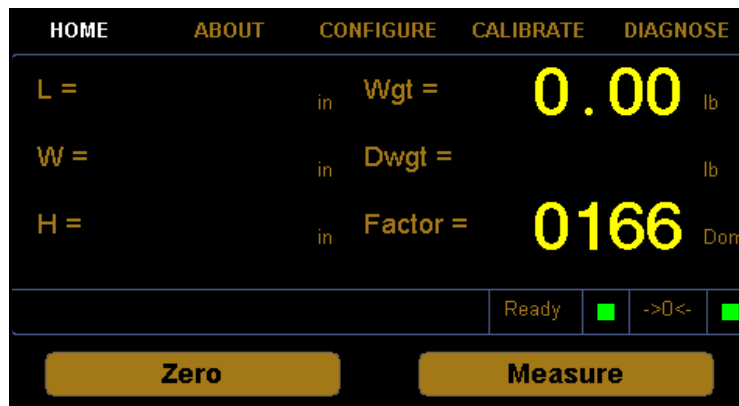 HOME ABOUT CONFIGURE CALIBRATE DIAGNOSE
L = in Wgt = 0.00 lb
W = in Dwgt = lb
H = in Factor = 0166 Dom
Ready ->0<-
Zero Measure